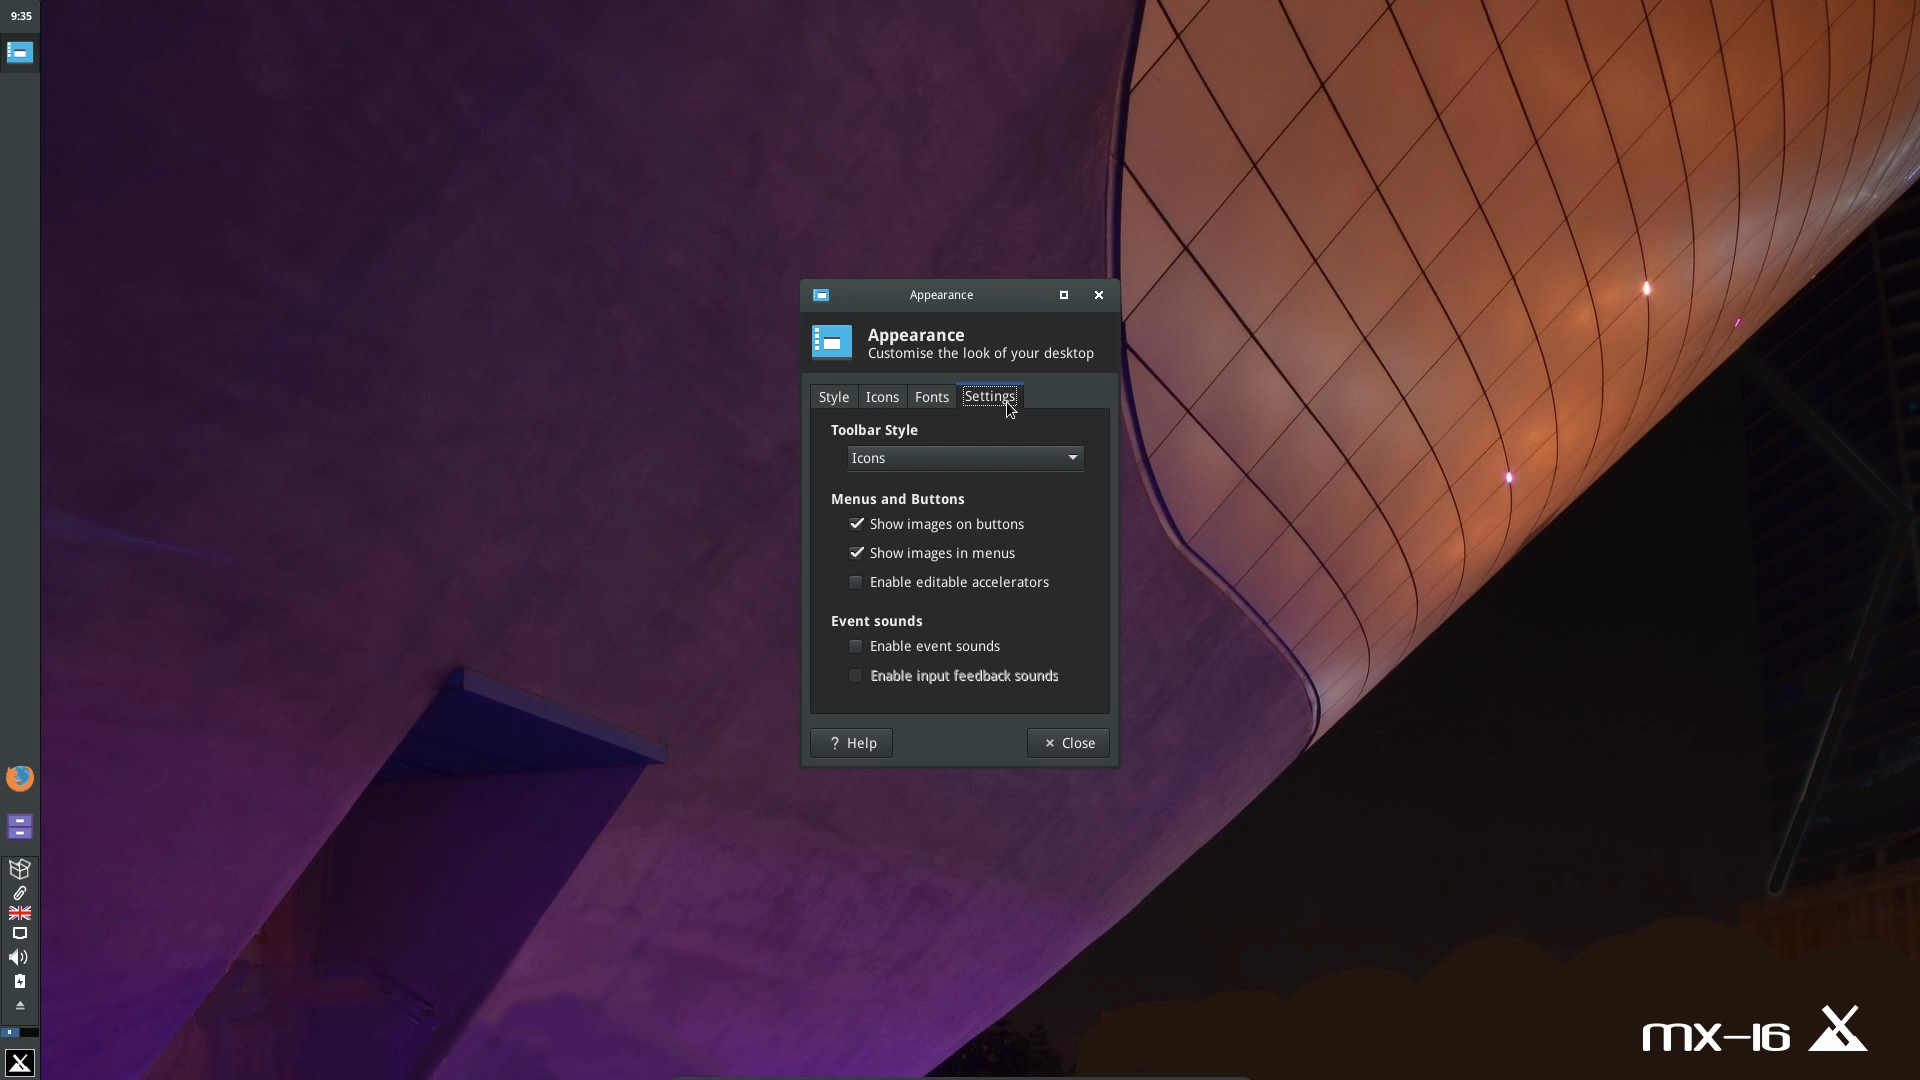 9:35
Appearance
Appearance
Customise the look of your desktop
Style Icons Fonts Settings
Toolbar Style
Icons
Menus and Buttons
Show images on buttons
Show images in menus
Enable editable accelerators
Event sounds
Enable event sounds
Enable input feedback sounds
? Help
× Close
mx-16